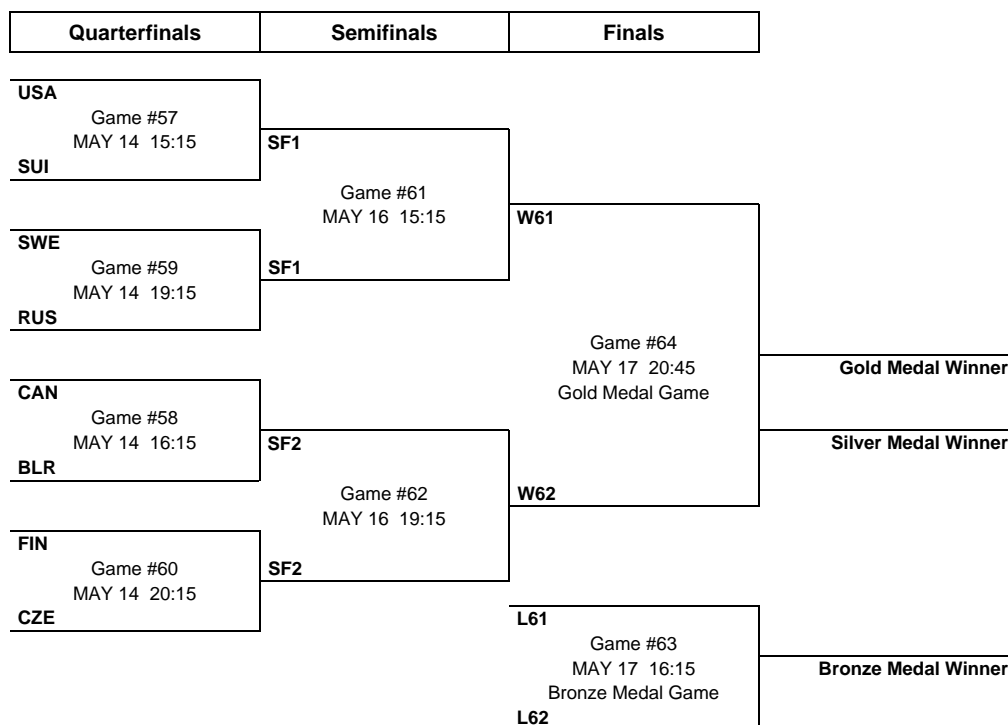 Quarterfinals Semifinals Finals
USA
Game #57
MAY 14 15:15
SUI
SWE
Game #59
MAY 14 19:15
RUS
CAN
Game #58
MAY 14 16:15
BLR
FIN
Game #60
MAY 14 20:15
CZE
SF1
Game #61
MAY 16 15:15
SF1
SF2
Game #62
MAY 16 19:15
SF2
W61
Game #64
MAY 17 20:45
Gold Medal Game
W62
L61
Game #63
MAY 17 16:15
Bronze Medal Game
L62
Gold Medal Winner
Silver Medal Winner
Bronze Medal Winner